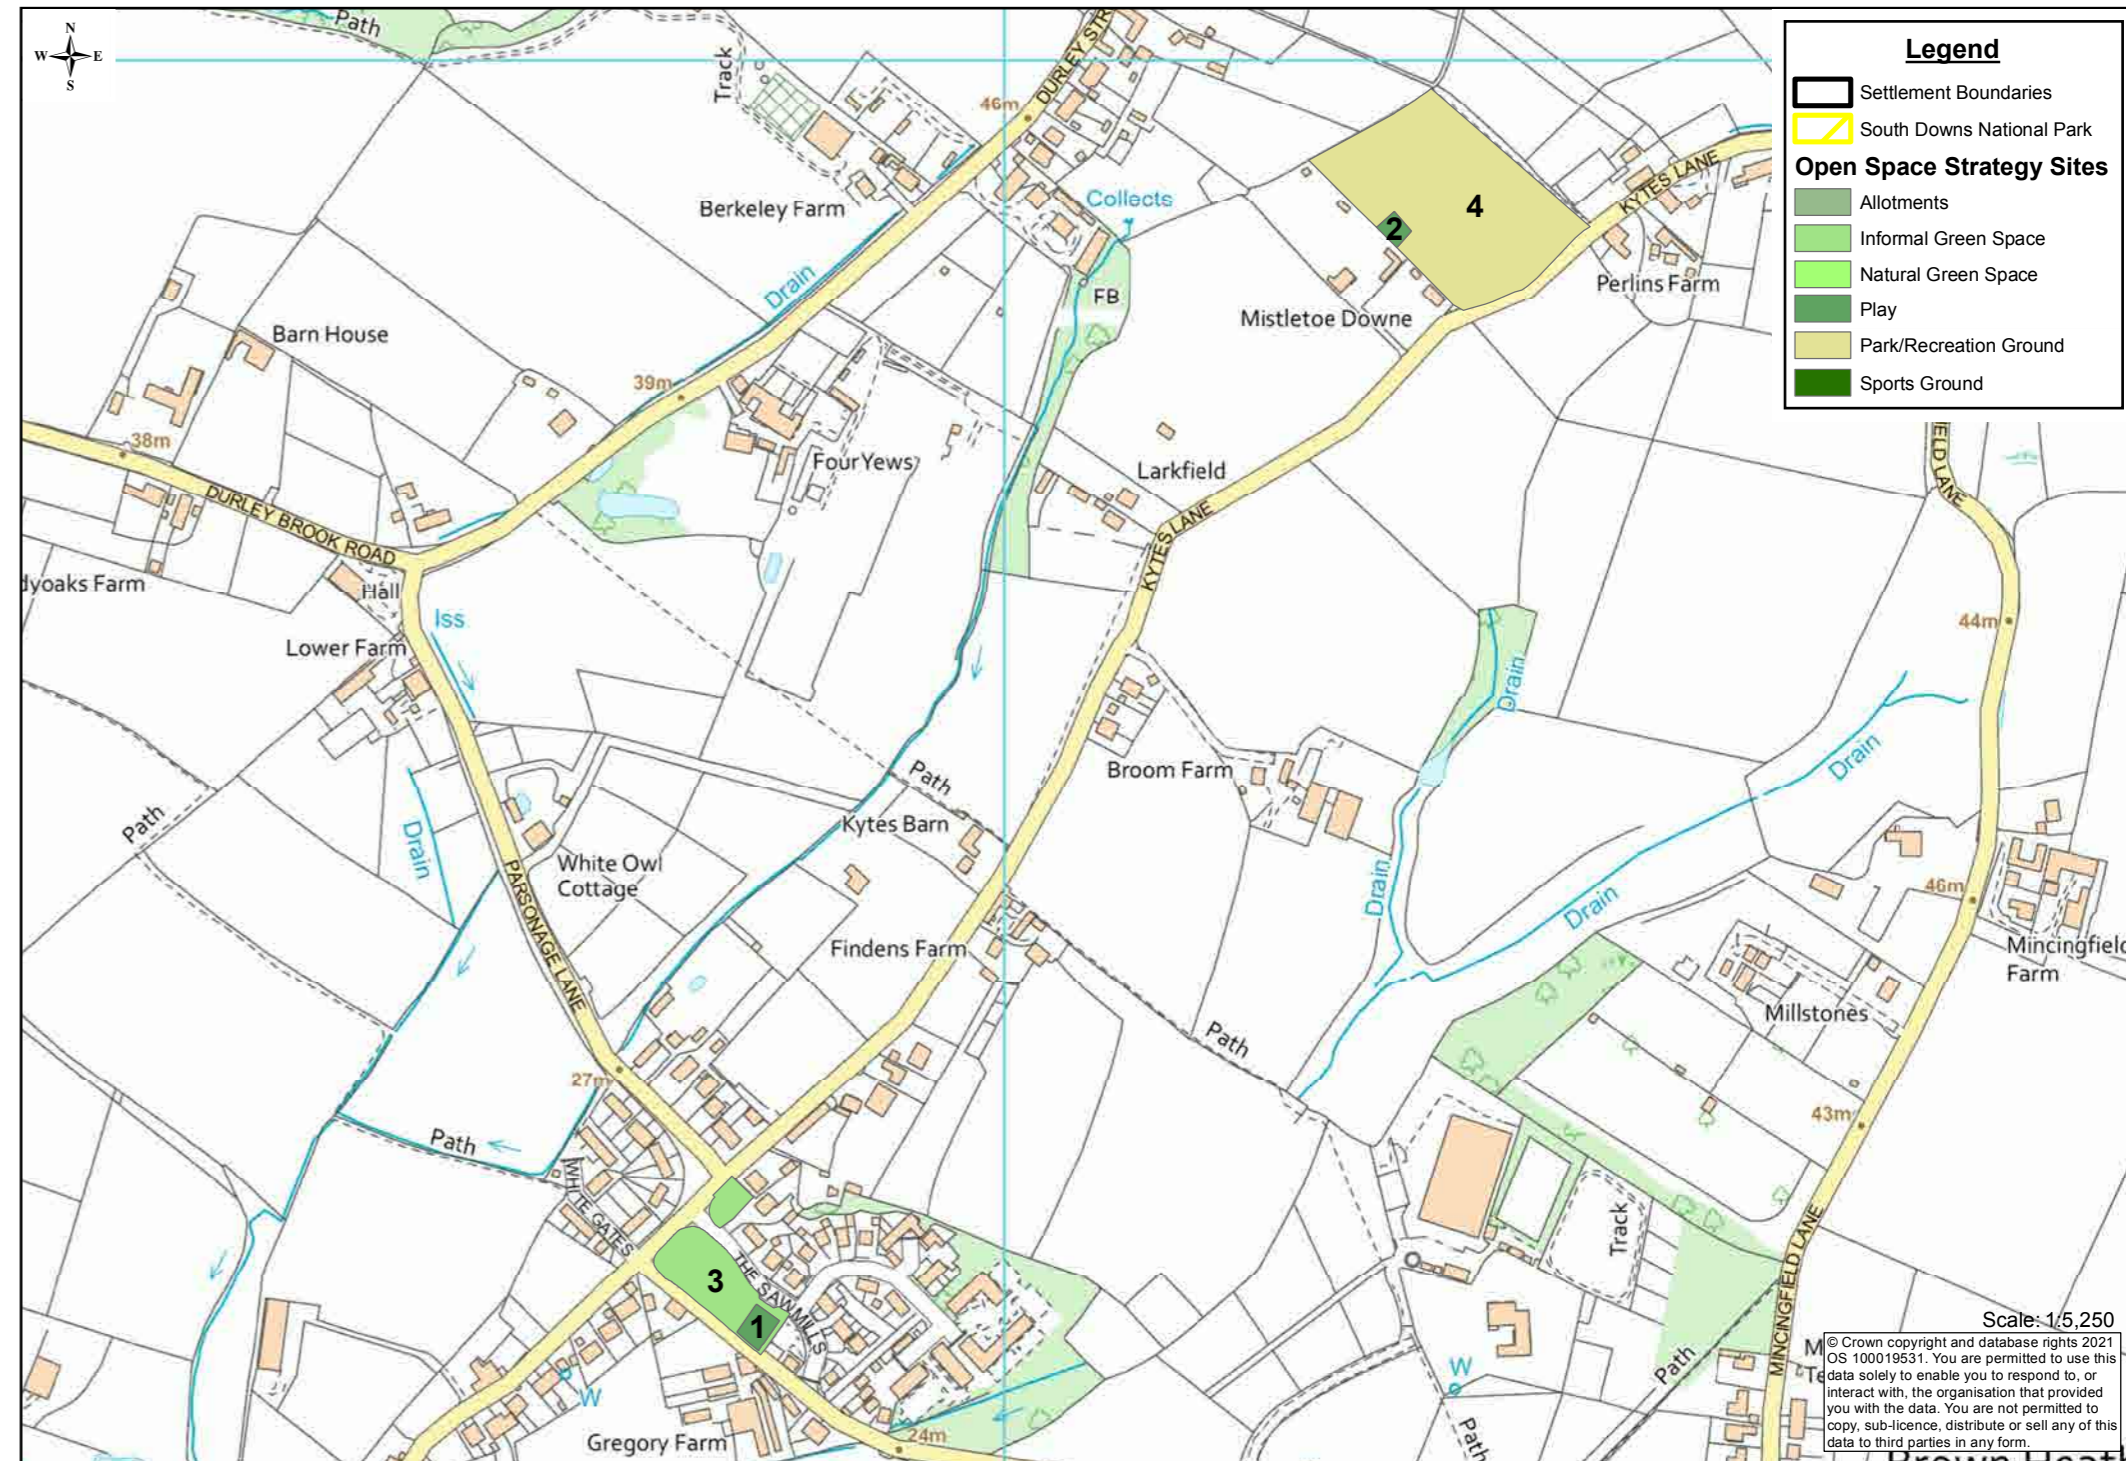 N
W E
S
Path
Track
DURLEY STR
46m
Collects
Berkeley Farm
Drain
FB
Barn House
39m
38m
DURLEY BROOK ROAD
Four Yews
dyoaks Farm
Hall
Iss
Lower Farm
Larkfield
KYTES LANE
KYTES LANE
KYTES LANE
2
4
Mistletoe Downe
Perlins Farm
Legend
Settlement Boundaries
South Downs National Park
Open Space Strategy Sites
Allotments
Informal Green Space
Natural Green Space
Play
Park/Recreation Ground
Sports Ground
IELD LANE
44m
Drain
Drain
Broom Farm
Path
Kytes Barn
Path
Drain
White Owl
Cottage
PARSONAGE LANE
Findens Farm
Drain
Drain
46m
Mincingfield
Farm
Millstones
Path
43m
27m
Path
WHITE GATES
THE SAWMILLS
3
1
Track
MINCINGFIELD LANE
MINCINGFIELD LANE
W
W
Path
Path
Gregory Farm
24m
Scale: 1:5,250
© Crown copyright and database rights 2021
OS 100019531. You are permitted to use this
data solely to enable you to respond to, or
interact with, the organisation that provided
you with the data. You are not permitted to
copy, sub-licence, distribute or sell any of this
data to third parties in any form.